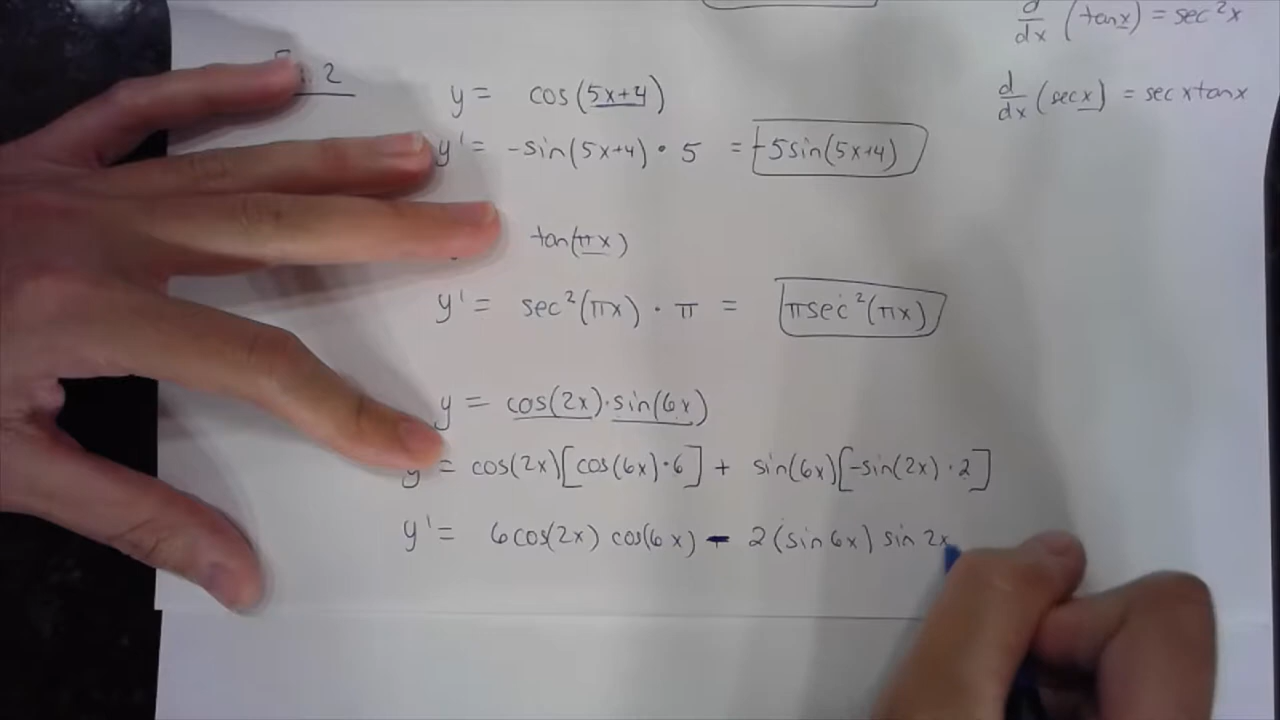 d/dx (tanx) = sec²x
2
y = cos(5x+4)
d/dx (secx) = secxtanx
y' = -sin(5x+4) • 5 = -5sin(5x+4)
tan(πx)
y' = sec²(πx) · π = πsec²(πx)
y = cos(2x)·sin(6x)
y = cos(2x)[cos(6x)·6] + sin(6x)[-sin(2x)·2]
y' = 6cos(2x) cos(6x) - 2(sin6x) sin 2x